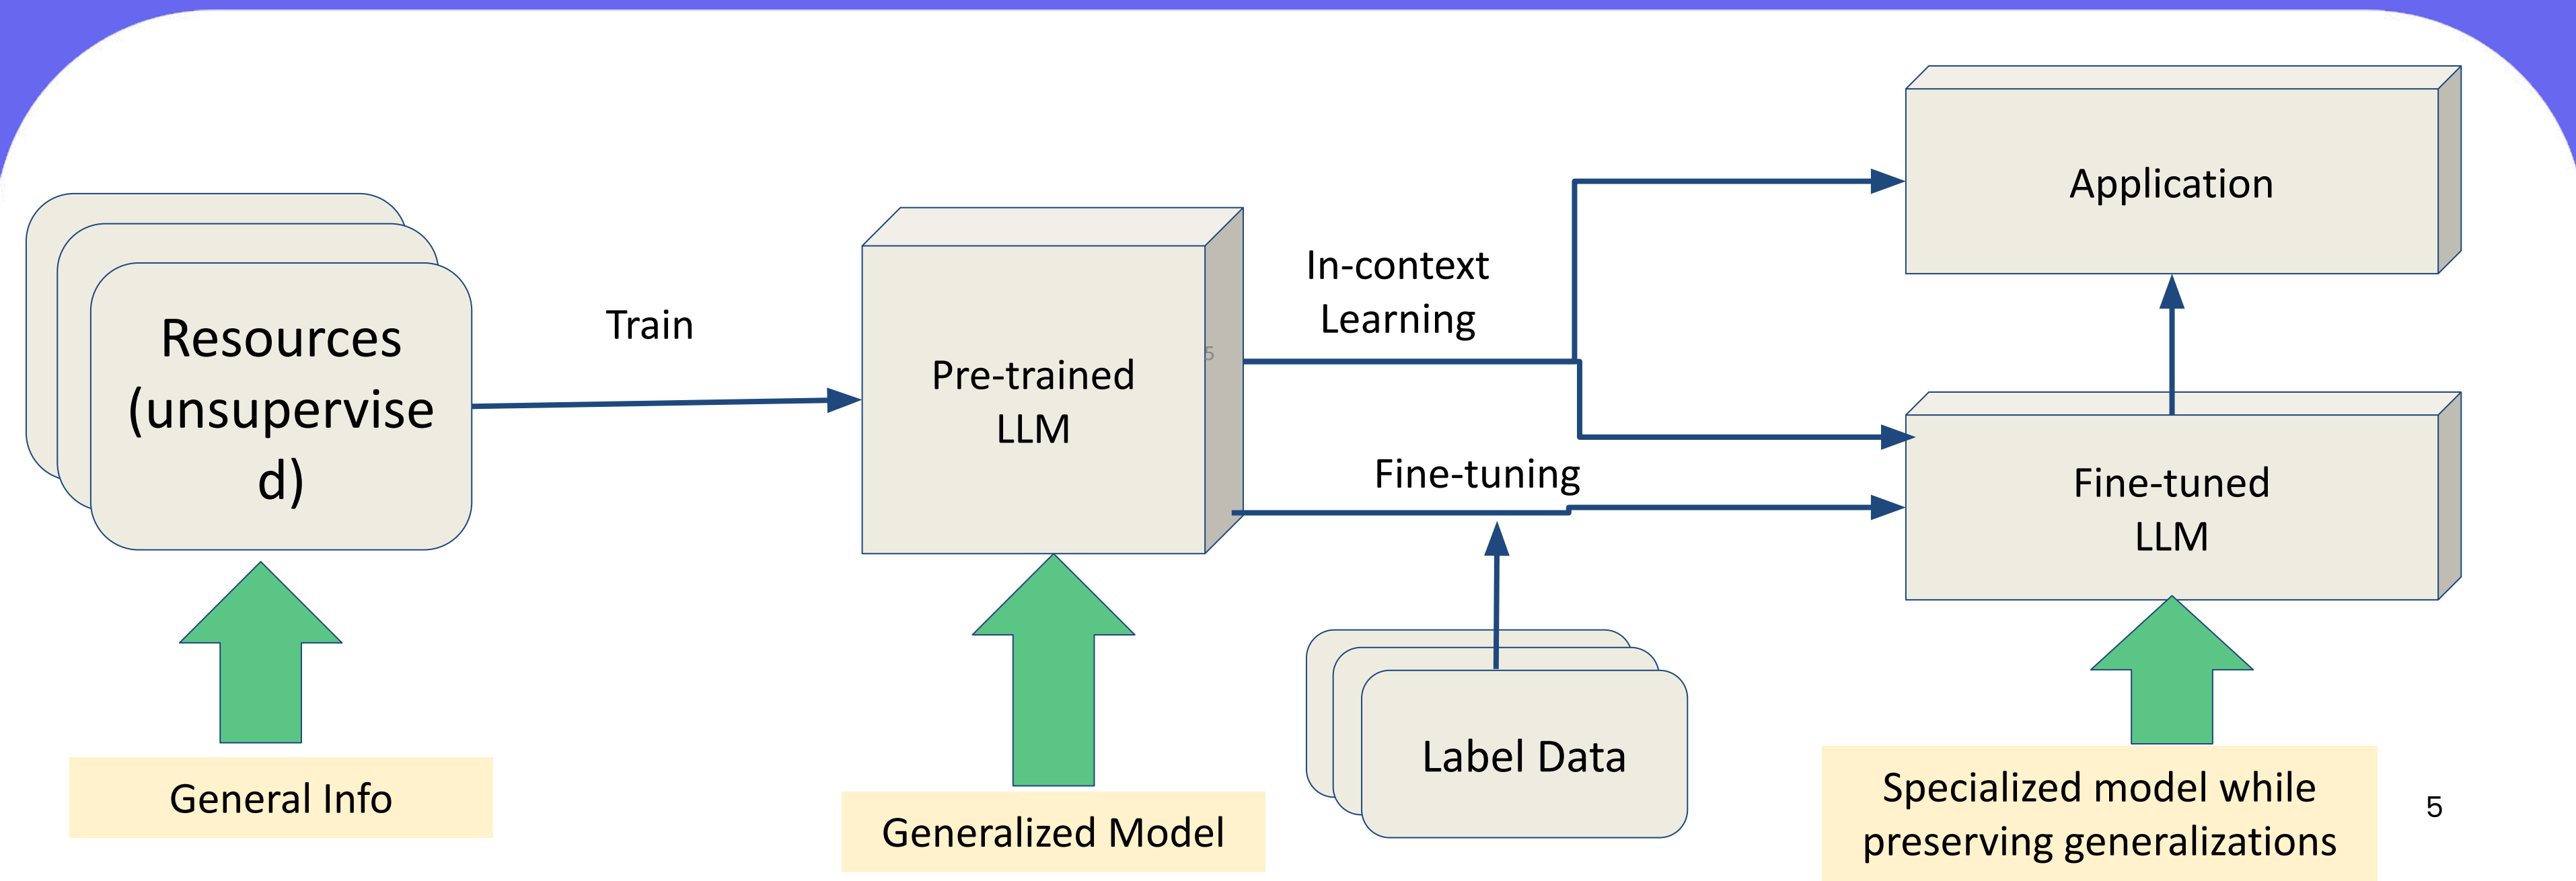 Resources
(unsupervise
d)
Train
Pre-trained
LLM
5
In-context
Learning
Fine-tuning
Application
Fine-tuned
LLM
Label Data
General Info
Generalized Model
Specialized model while
preserving generalizations
5